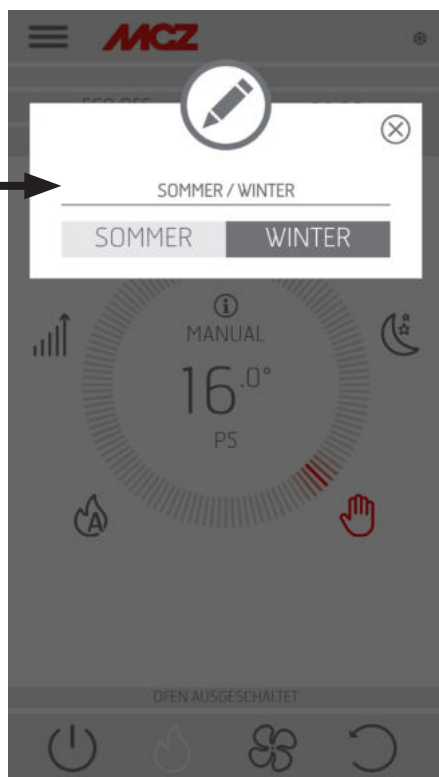 MCZ
SOMMER / WINTER
SOMMER WINTER
MANUAL
16.0°
P5
A
OFEN AUSGESCHALTET